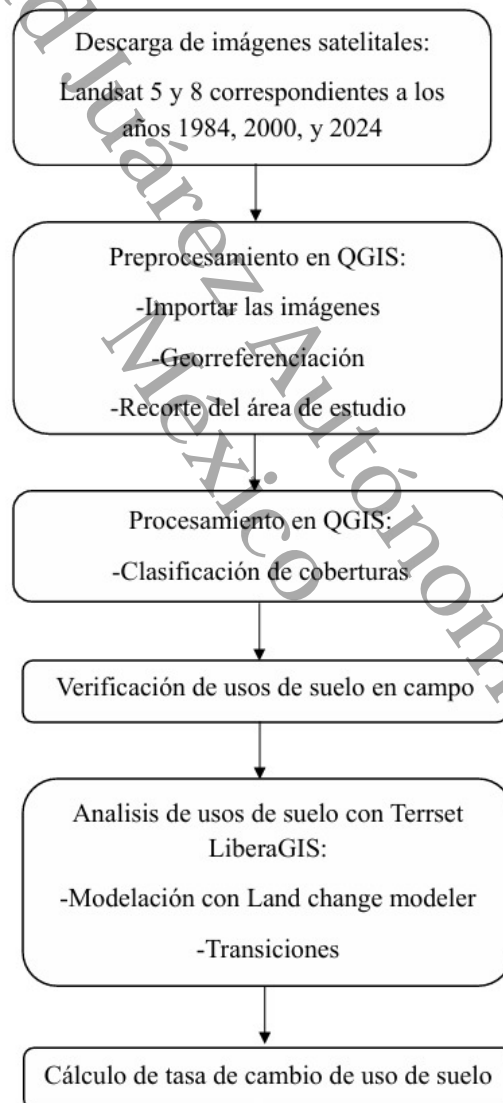 Descarga de imágenes satelitales:
Landsat 5 y 8 correspondientes a los
años 1984, 2000, y 2024
Preprocesamiento en QGIS:
-Importar las imágenes
-Georreferenciación
-Recorte del área de estudio
Procesamiento en QGIS:
-Clasificación de coberturas
Verificación de usos de suelo en campo
Analisis de usos de suelo con Terrset
LiberaGIS:
-Modelación con Land change modeler
-Transiciones
Cálculo de tasa de cambio de uso de suelo
Juárez
México